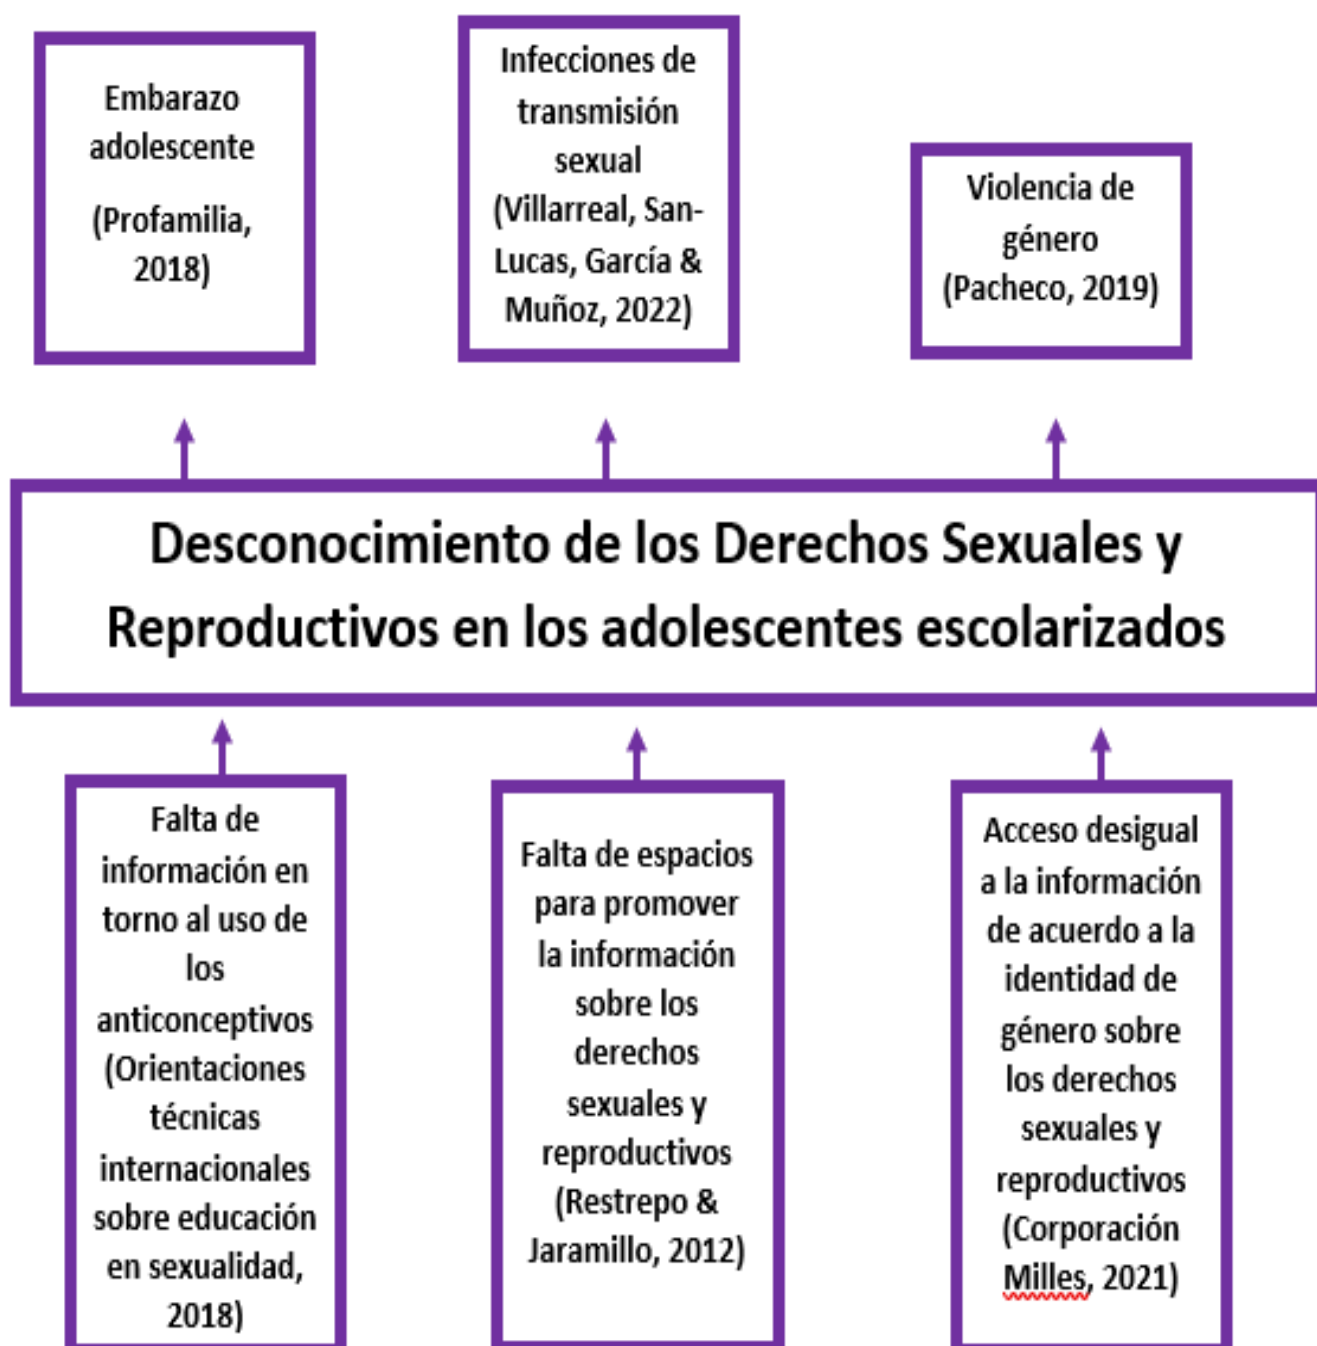 Embarazo
adolescente
(Profamilia,
2018)
Infecciones de
transmisión
sexual
(Villarreal, San-
Lucas, García &
Muñoz, 2022)
Violencia de
género
(Pacheco, 2019)
Desconocimiento de los Derechos Sexuales y
Reproductivos en los adolescentes escolarizados
Falta de
información en
torno al uso de
los
anticonceptivos
(Orientaciones
técnicas
internacionales
sobre educación
en sexualidad,
2018)
Falta de espacios
para promover
la información
sobre los
derechos
sexuales y
reproductivos
(Restrepo &
Jaramillo, 2012)
Acceso desigual
a la información
de acuerdo a la
identidad de
género sobre
los derechos
sexuales y
reproductivos
(Corporación
Milles, 2021)